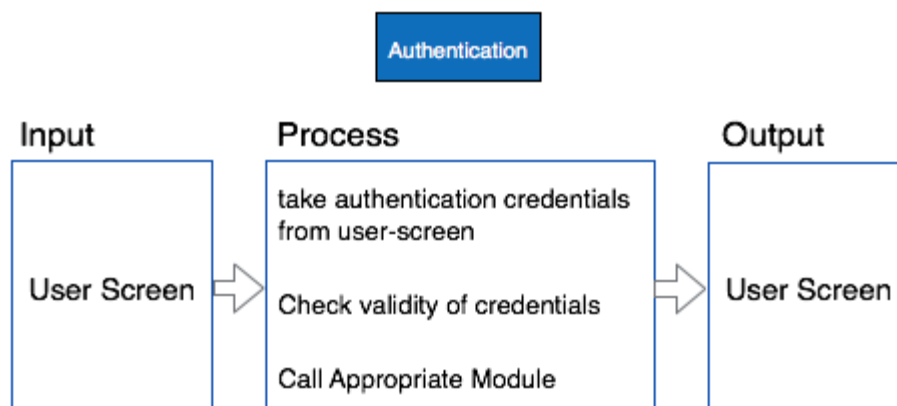 Authentication
Input
Process
Output
User Screen
take authentication credentials
from user-screen
Check validity of credentials
Call Appropriate Module
User Screen